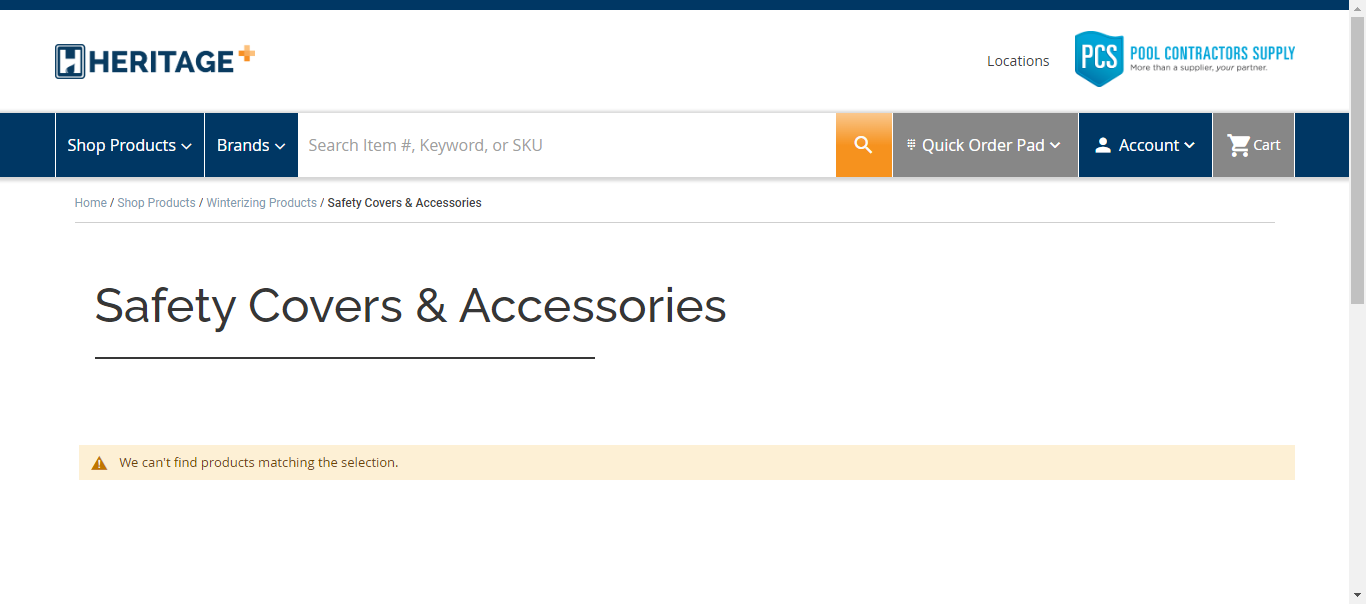 HERITAGE+
Locations
PCS POOL CONTRACTORS SUPPLY
More than a supplier, your partner.
Shop Products
Brands
Search Item #, Keyword, or SKU
Quick Order Pad
Account
Cart
Home / Shop Products / Winterizing Products / Safety Covers & Accessories
Safety Covers & Accessories
We can't find products matching the selection.